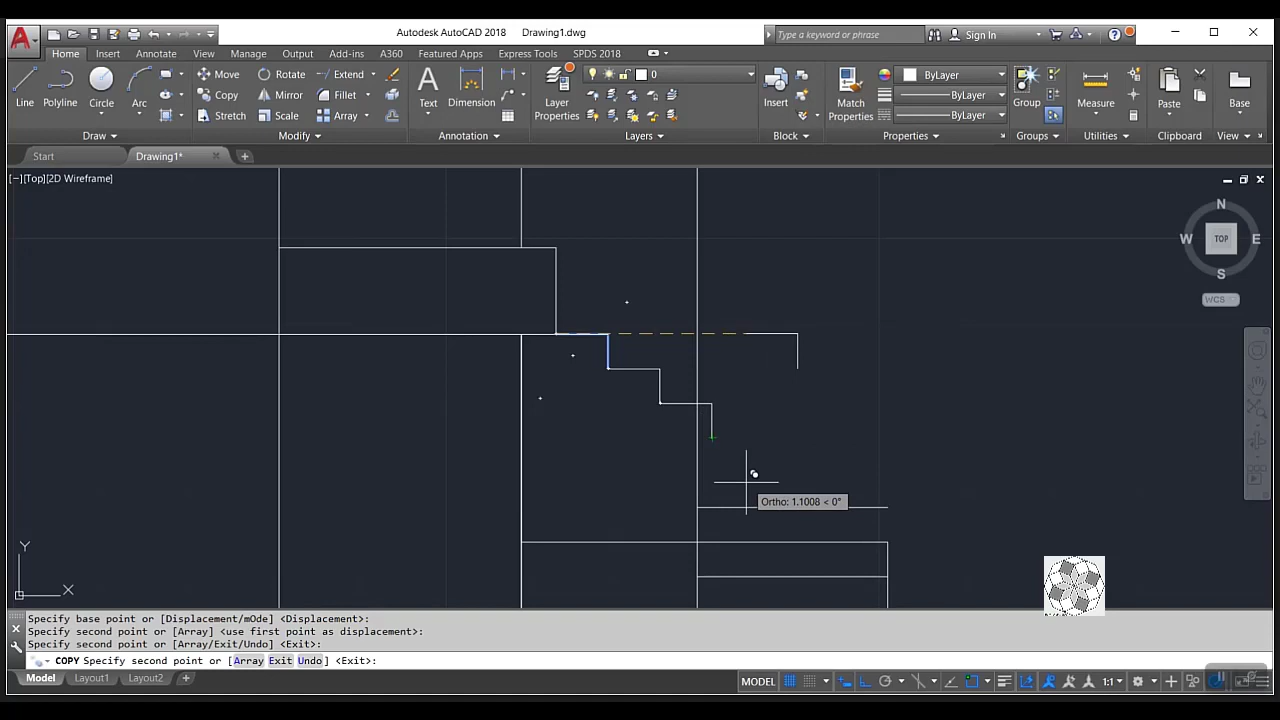 Autodesk AutoCAD 2018 Drawing1.dwg
Type a keyword or phrase
Sign In
Home Insert Annotate View Manage Output Add-ins A360 Featured Apps Express Tools SPDS 2018
Line Polyline Circle Arc
Move Rotate Extend
Copy Mirror Fillet
Stretch Scale Array
Text Dimension
Layer Properties
0
Insert
Match Properties
ByLayer
ByLayer
ByLayer
Group
Measure
Paste
Base
Draw Modify Annotation Layers Block Properties Groups Utilities Clipboard View
Start Drawing1*
[−][Top][2D Wireframe]
N
W TOP E
S
WCS
Ortho: 1.1008 < 0°
Y
X
Specify base point or [Displacement/mOde] <Displacement>:
Specify second point or [Array] <use first point as displacement>:
Specify second point or [Array/Exit/Undo] <Exit>:
COPY Specify second point or [Array Exit Undo] <Exit>:
Model Layout1 Layout2 +
MODEL 1:1